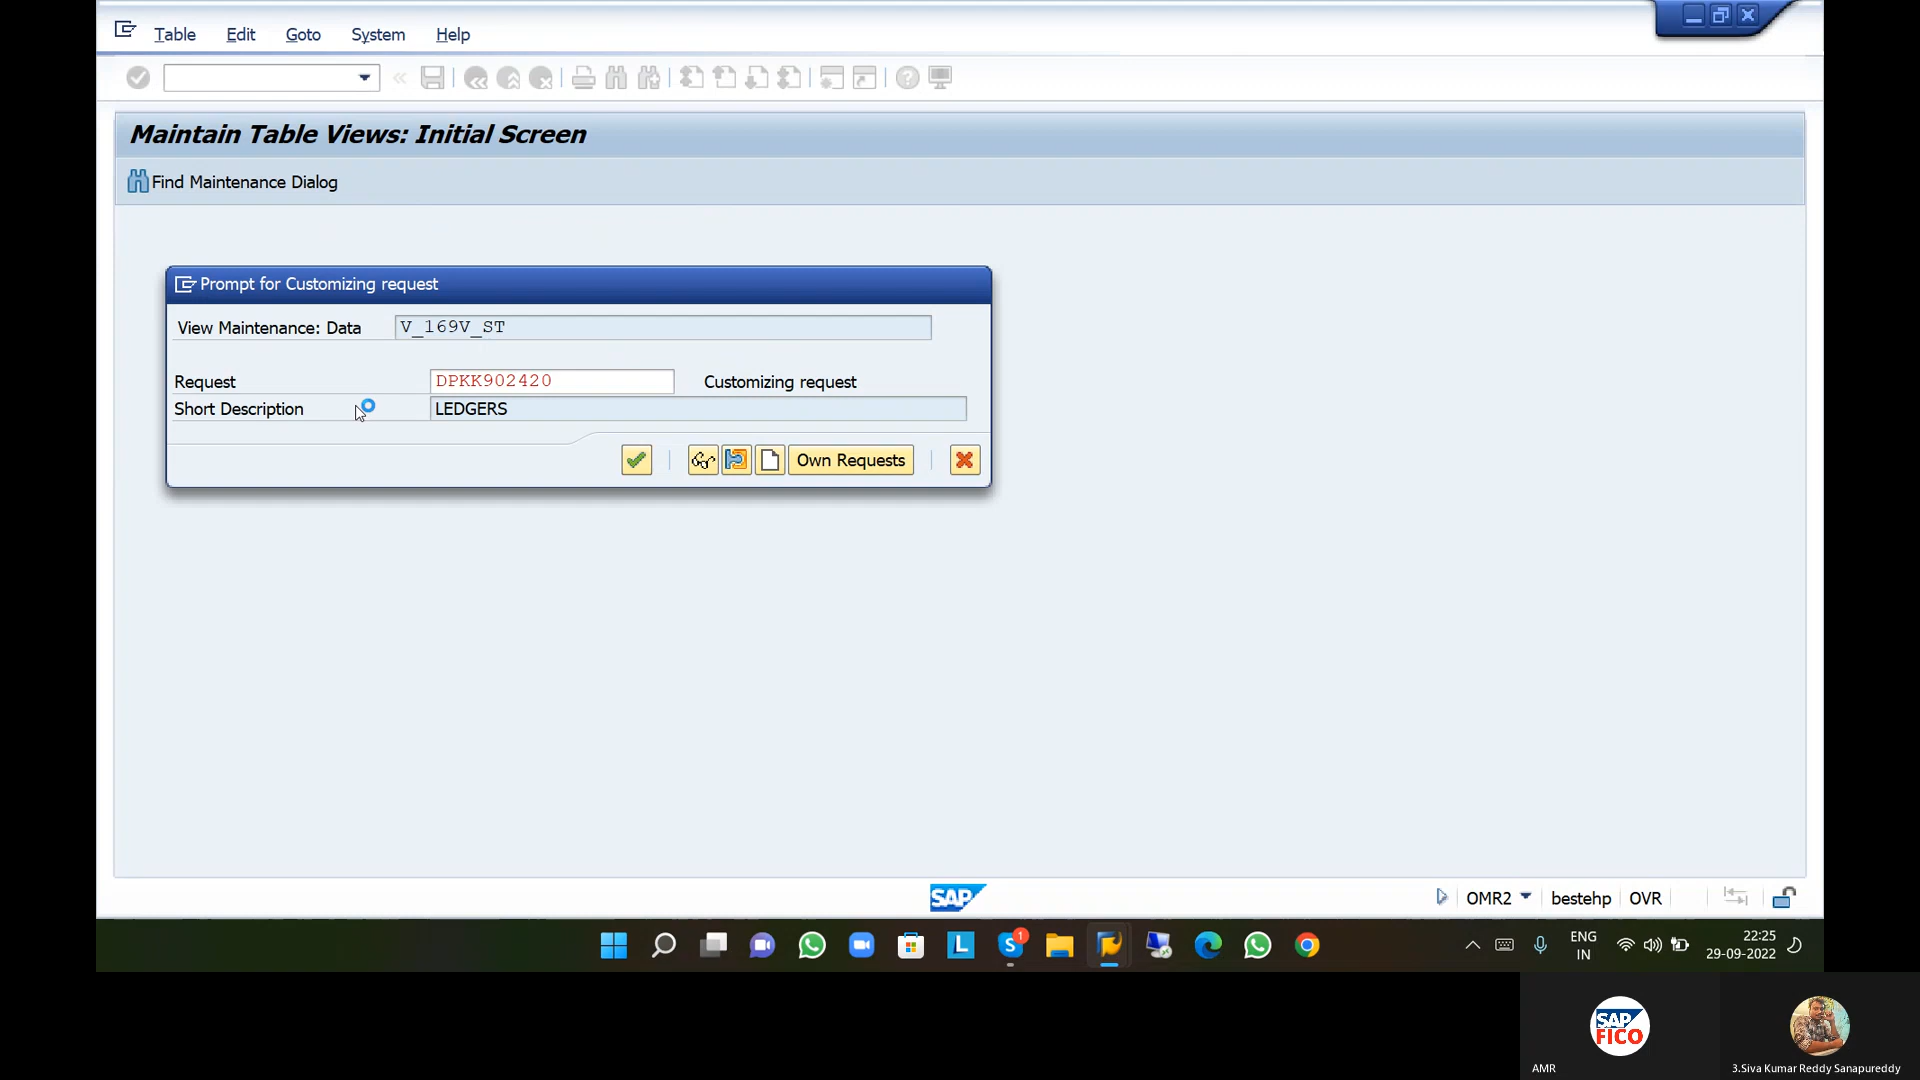 Table Edit Goto System Help
Maintain Table Views: Initial Screen
Find Maintenance Dialog
Prompt for Customizing request
View Maintenance: Data V_169V_ST
Request DPKK902420 Customizing request
Short Description LEDGERS
Own Requests
SAP
OMR2 bestehp OVR
L
S 1
ENG
IN
22:25
29-09-2022
SAP
FICO
AMR
3.Siva Kumar Reddy Sanapureddy